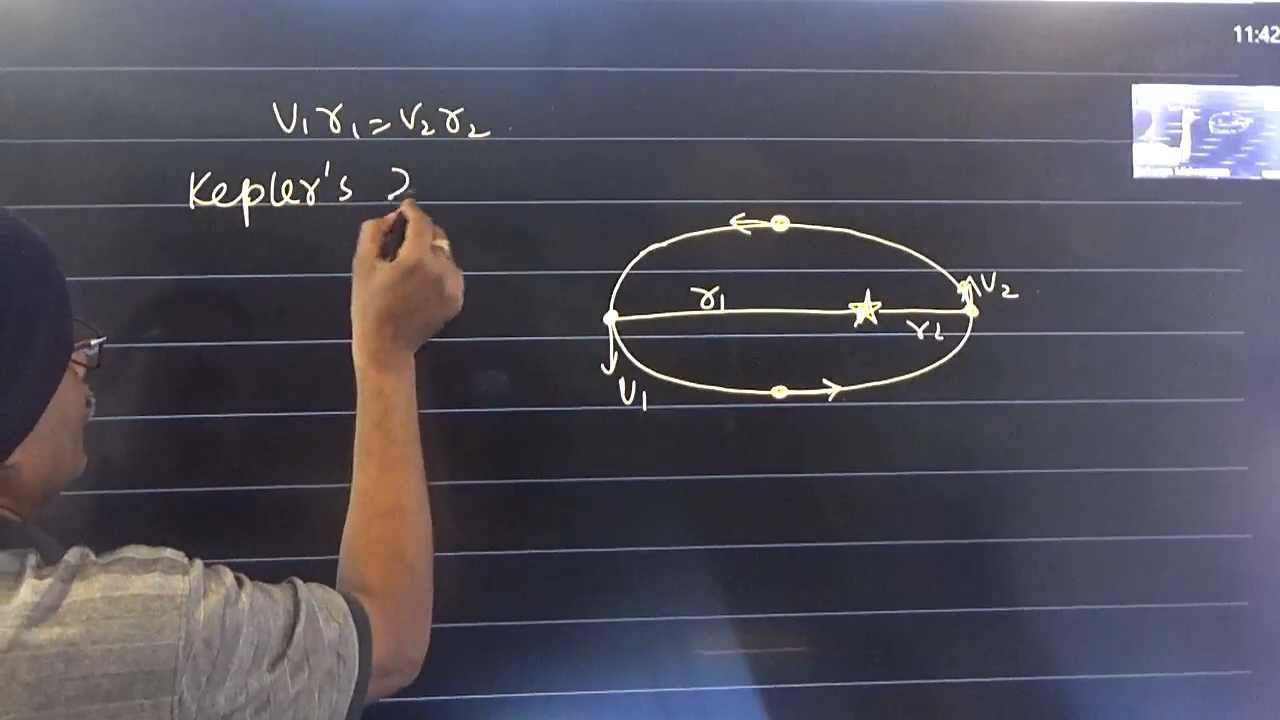 11:42
V₁r₁ = V₂r₂
Kepler's 2
V₂
r₁
r₂
V₁